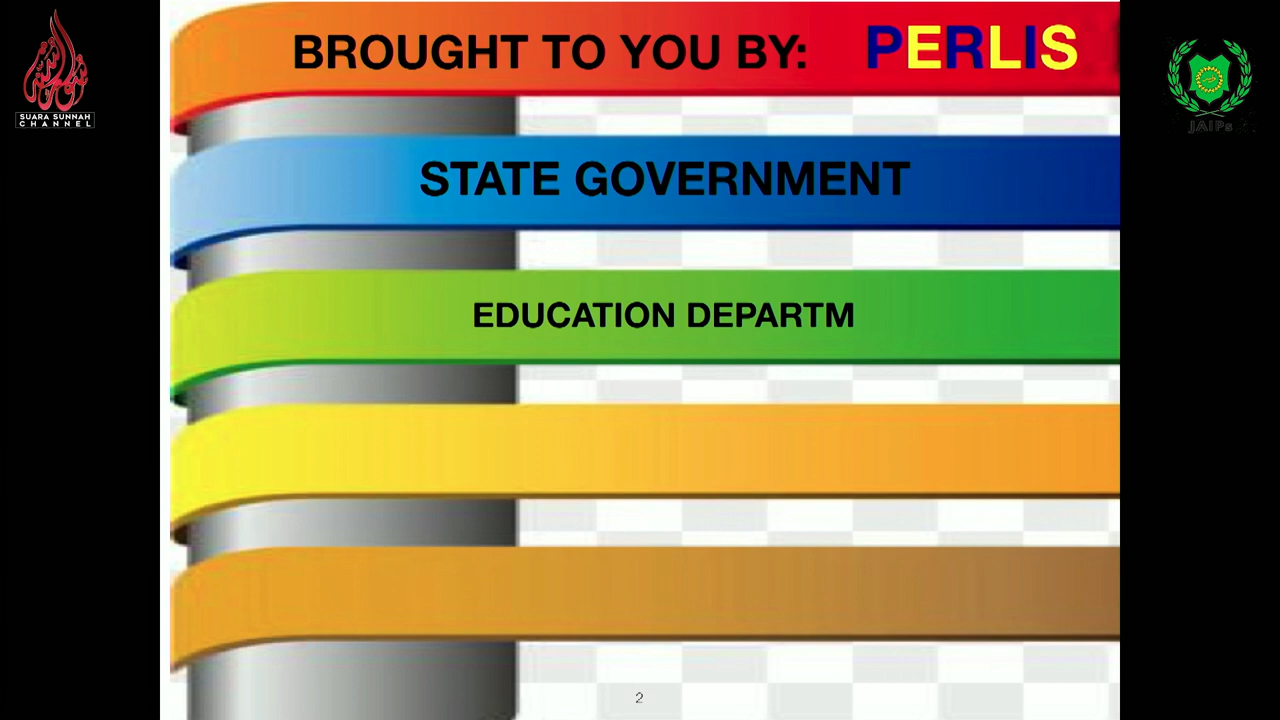 BROUGHT TO YOU BY: PERLIS
STATE GOVERNMENT
EDUCATION DEPARTM
2
SUARA SUNNAH
CHANNEL
JAIPs